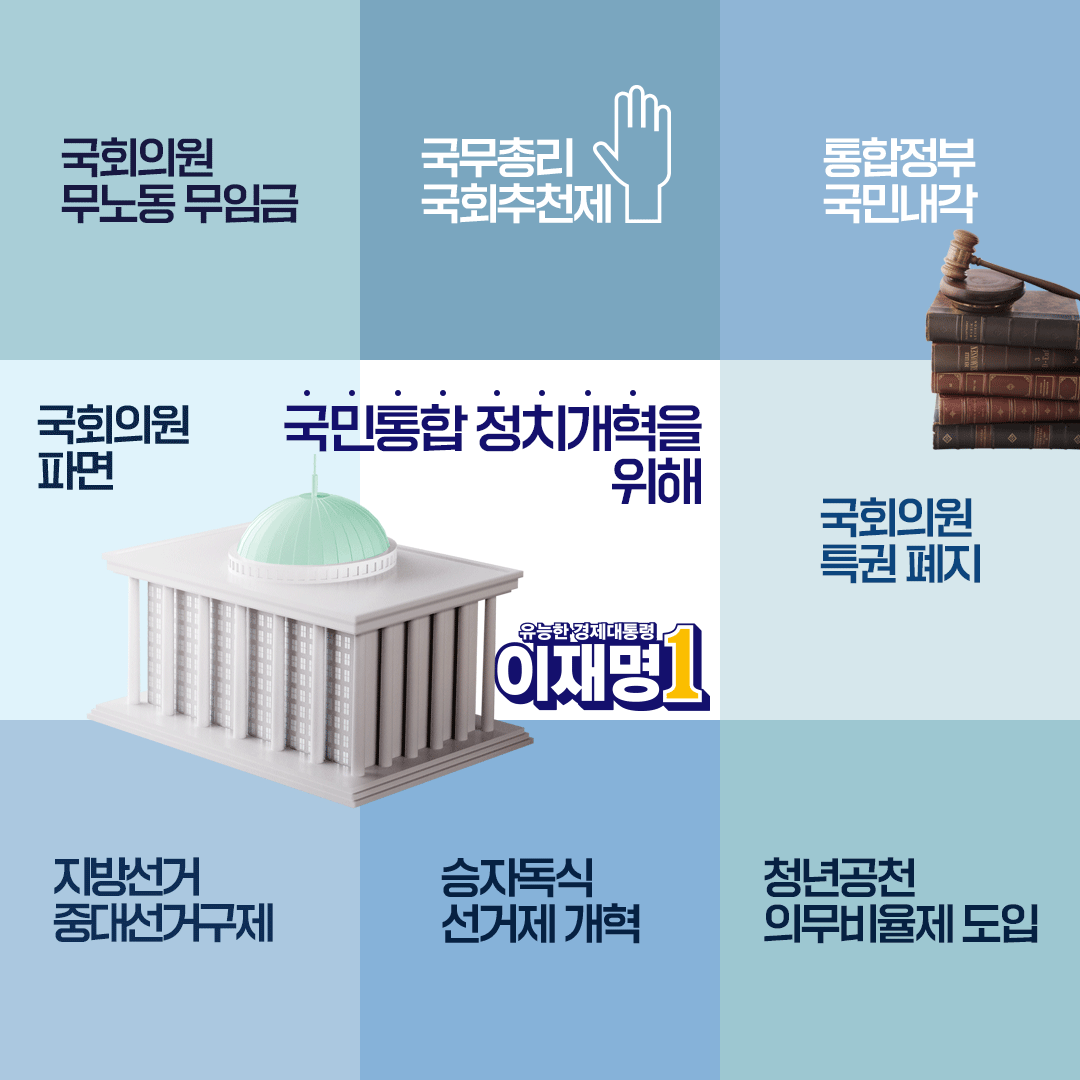 국회의원
무노동 무임금
국무총리
국회추천제
통합정부
국민내각
국회의원
파면
국민통합 정치개혁을
위해
유능한 경제대통령
이재명1
국회의원
특권 폐지
지방선거
중대선거구제
승자독식
선거제 개혁
청년공천
의무비율제 도입